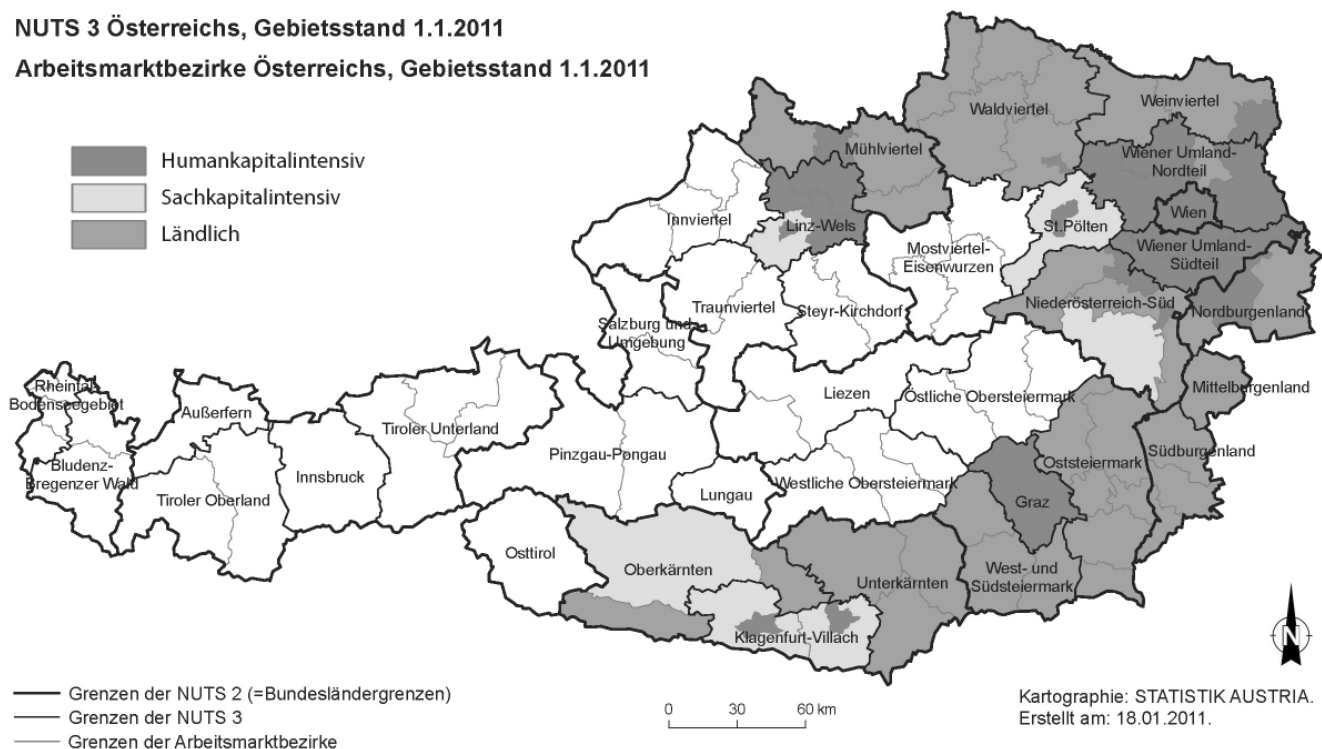 NUTS 3 Österreichs, Gebietsstand 1.1.2011
Arbeitsmarktbezirke Österreichs, Gebietsstand 1.1.2011
Humankapitalintensiv
Sachkapitalintensiv
Ländlich
Waldviertel
Weinviertel
Mühlviertel
Wiener Umland-
Nordteil
Innviertel
Linz-Wels
St.Pölten
Wien
Mostviertel-
Eisenwurzen
Wiener Umland-
Südteil
Traunviertel
Steyr-Kirchdorf
Niederösterreich-Süd
Nordburgenland
Salzburg und
Umgebung
Rheintal-
Bodenseegebiet
Außerfern
Tiroler Unterland
Liezen
Östliche Obersteiermark
Mittelburgenland
Bludenz-
Bregenzer Wald
Tiroler Oberland
Innsbruck
Pinzgau-Pongau
Lungau
Westliche Obersteiermark
Oststeiermark
Südburgenland
Graz
Osttirol
Oberkärnten
Unterkärnten
West- und
Südsteiermark
Klagenfurt-Villach
N
Grenzen der NUTS 2 (=Bundesländergrenzen)
Grenzen der NUTS 3
Grenzen der Arbeitsmarktbezirke
0 30 60 km
Kartographie: STATISTIK AUSTRIA.
Erstellt am: 18.01.2011.